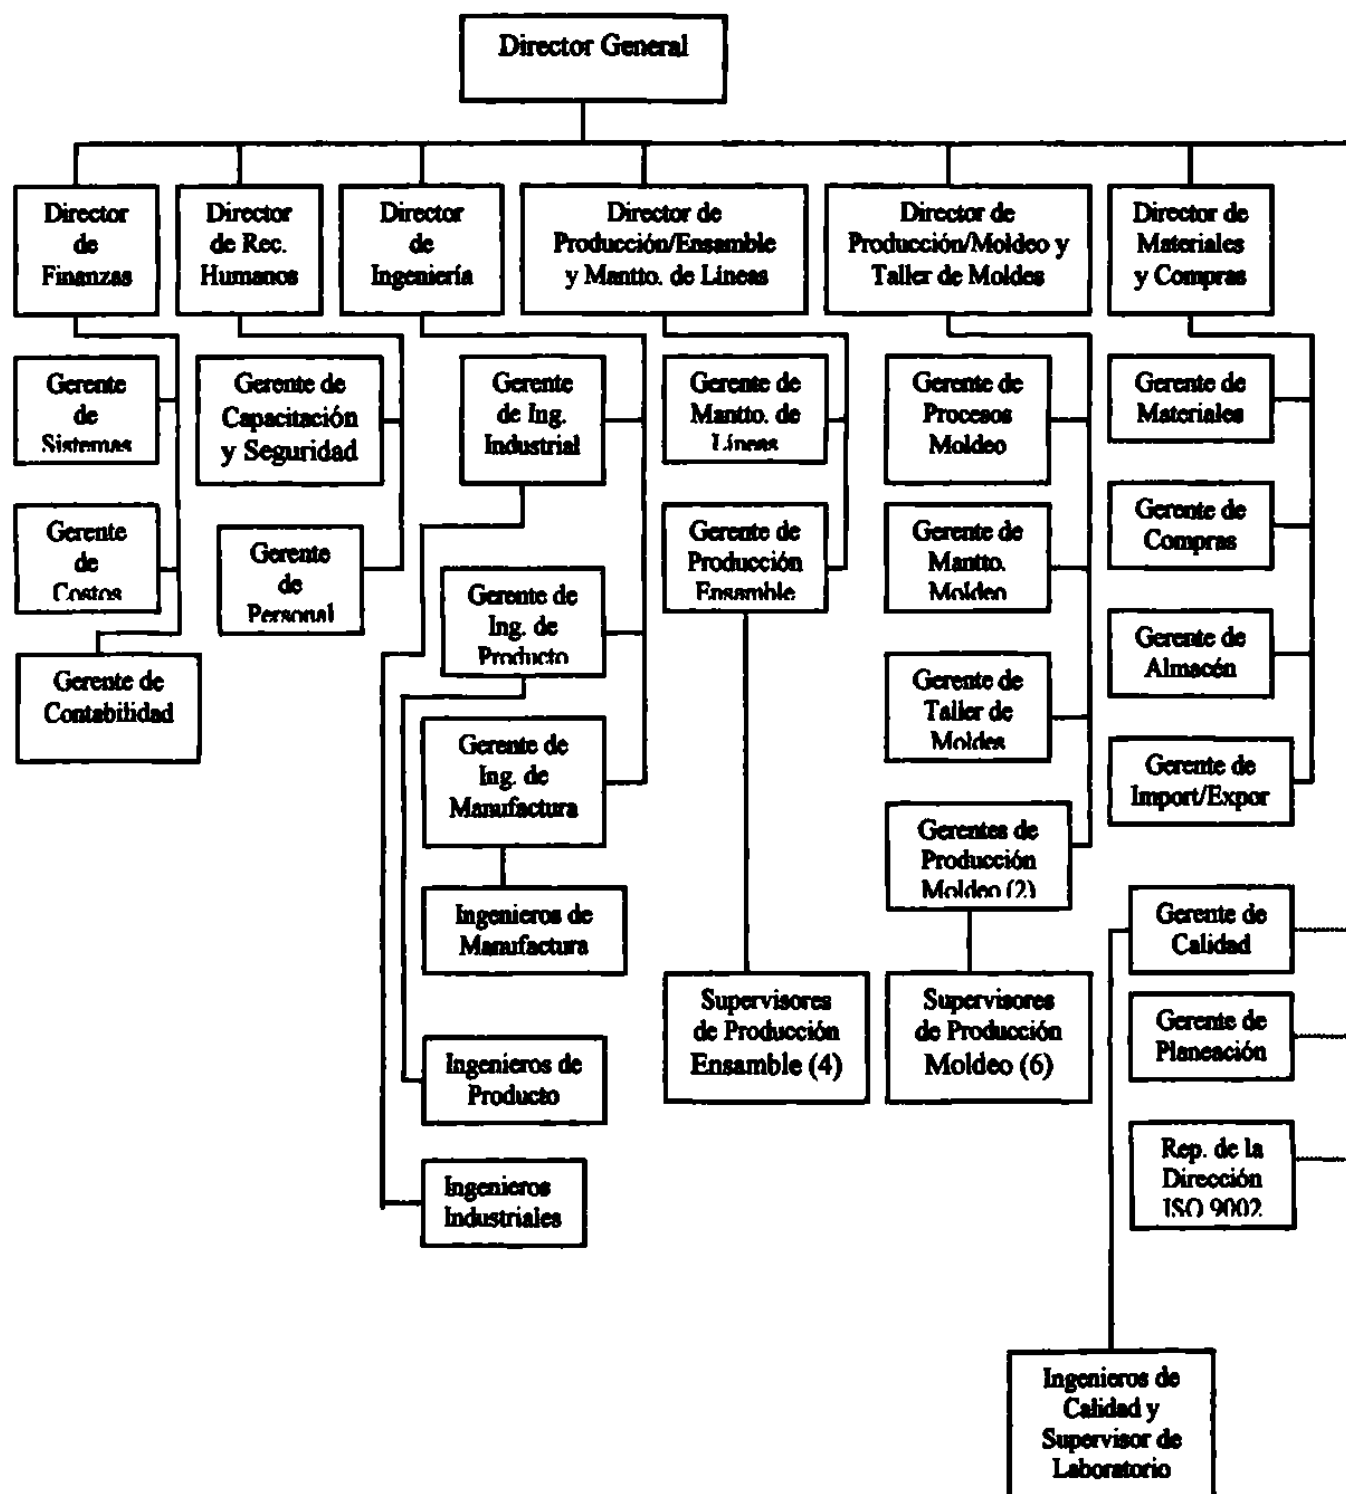 Director General
Director
de
Finanzas
Director
de Rec.
Humanos
Director
de
Ingeniería
Director de
Producción/Ensamble
y Mantto. de Líneas
Director de
Producción/Moldeo y
Taller de Moldes
Director de
Materiales
y Compras
Gerente
de
Sistemas
Gerente de
Capacitación
y Seguridad
Gerente
de Ing.
Industrial
Gerente de
Mantto. de
Líneas
Gerente de
Procesos
Moldeo
Gerente de
Materiales
Gerente
de
Costos
Gerente
de
Personal
Gerente de
Ing. de
Producto
Gerente de
Producción
Ensamble
Gerente de
Mantto.
Moldeo
Gerente de
Compras
Gerente de
Contabilidad
Gerente de
Ing. de
Manufactura
Gerente de
Taller de
Moldes
Gerente de
Almacén
Gerente de
Import/Expor
Gerentes de
Producción
Moldeo (2)
Ingenieros de
Manufactura
Gerente de
Calidad
Supervisores
de Producción
Ensamble (4)
Supervisores
de Producción
Moldeo (6)
Gerente de
Planeación
Ingenieros de
Producto
Rep. de la
Dirección
ISO 9002
Ingenieros
Industriales
Ingenieros de
Calidad y
Supervisor de
Laboratorio